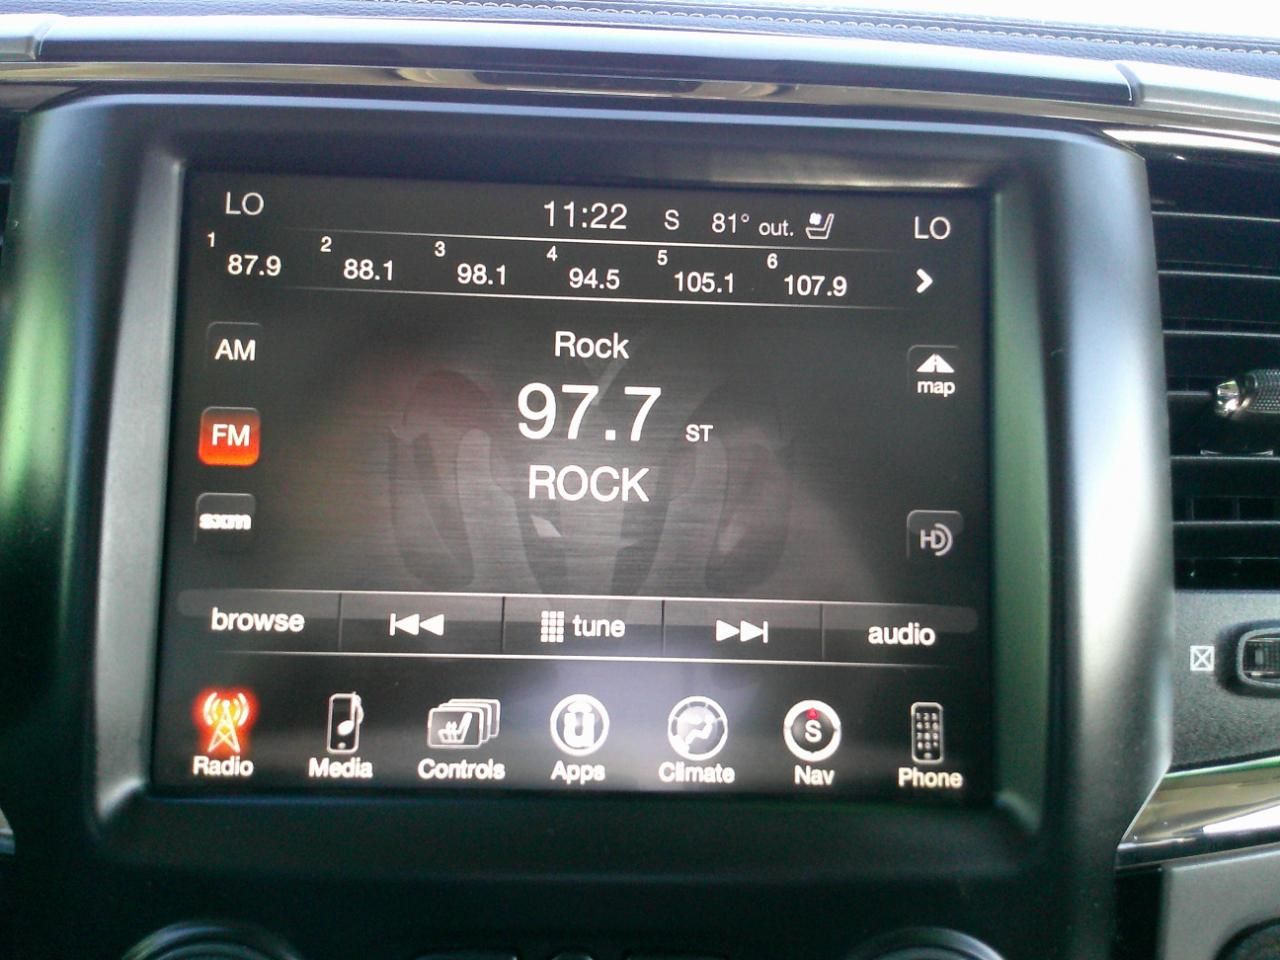 LO 11:22 S 81° out. LO
1 87.9 2 88.1 3 98.1 4 94.5 5 105.1 6 107.9
AM
Rock
map
97.7 ST
FM
ROCK
sxm
HD
browse tune audio
S
Radio Media Controls Apps Climate Nav Phone